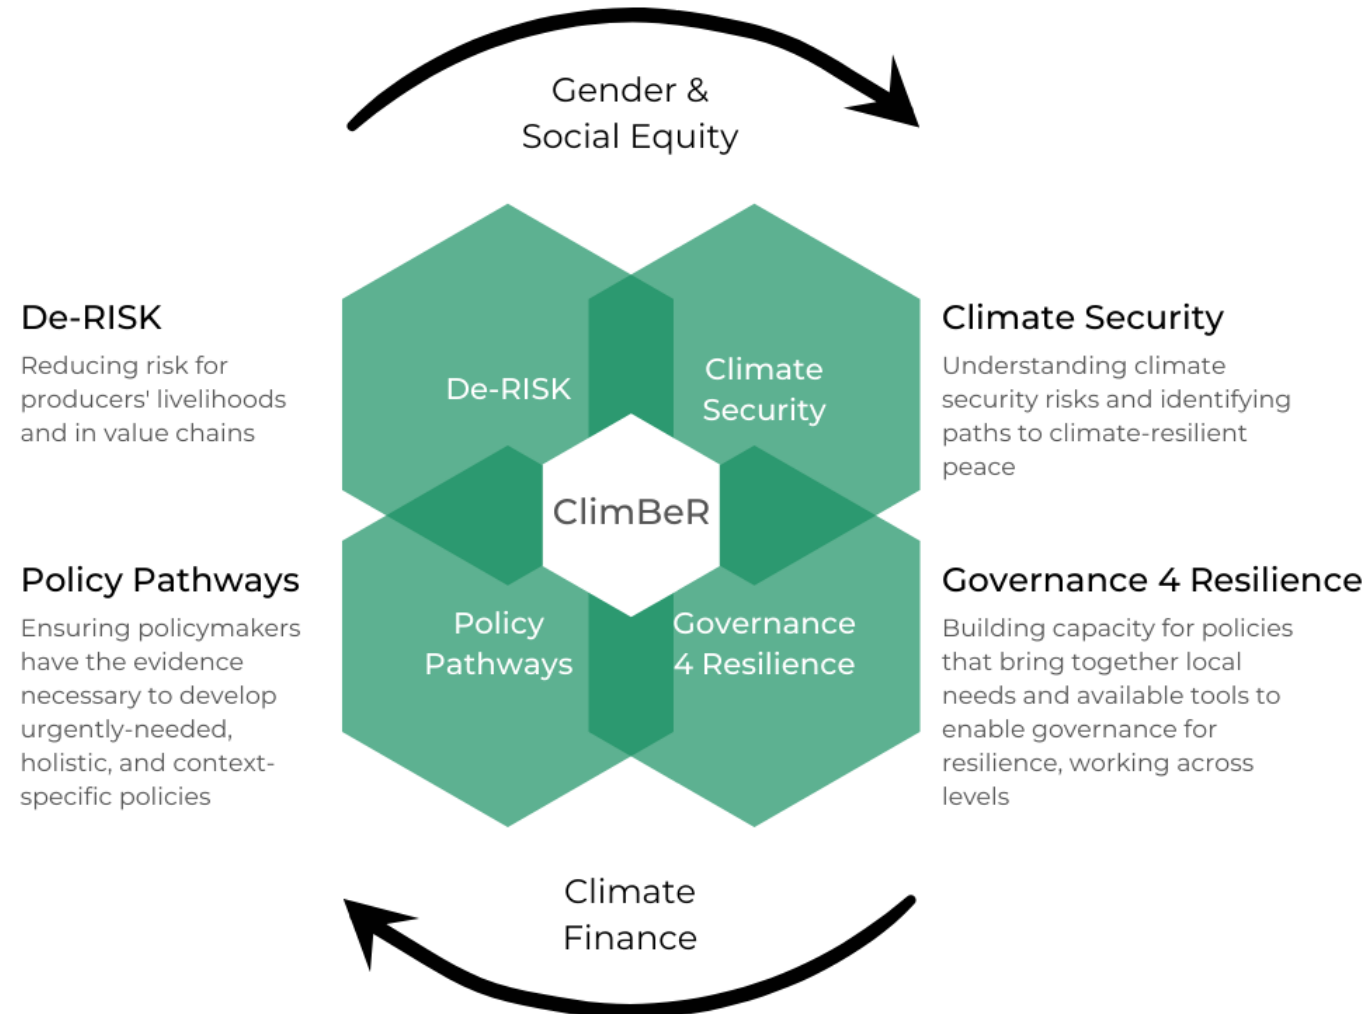 Gender &
Social Equity
De-RISK
Reducing risk for
producers' livelihoods
and in value chains
De-RISK
Climate
Security
Climate Security
Understanding climate
security risks and identifying
paths to climate-resilient
peace
ClimBeR
Policy Pathways
Ensuring policymakers
have the evidence
necessary to develop
urgently-needed,
holistic, and context-
specific policies
Policy
Pathways
Governance
4 Resilience
Governance 4 Resilience
Building capacity for policies
that bring together local
needs and available tools to
enable governance for
resilience, working across
levels
Climate
Finance